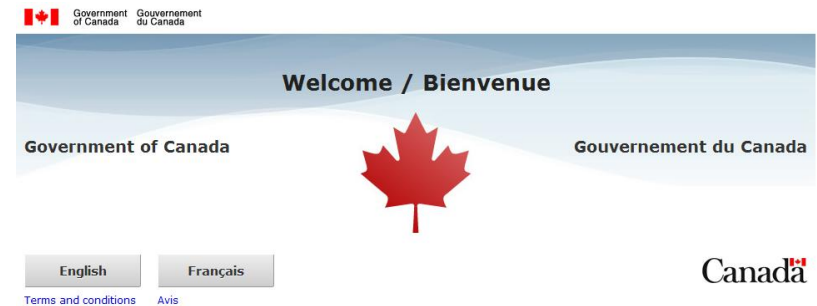 Government Gouvernement
of Canada du Canada
Welcome / Bienvenue
Government of Canada
Gouvernement du Canada
English
Français
Canada
Terms and conditions
Avis